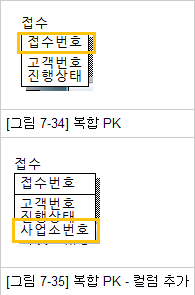 접수
접수번호
고객번호
진행상태
[그림 7-34] 복합 PK
접수
접수번호
고객번호
진행상태
사업소번호
[그림 7-35] 복합 PK - 컬럼 추가